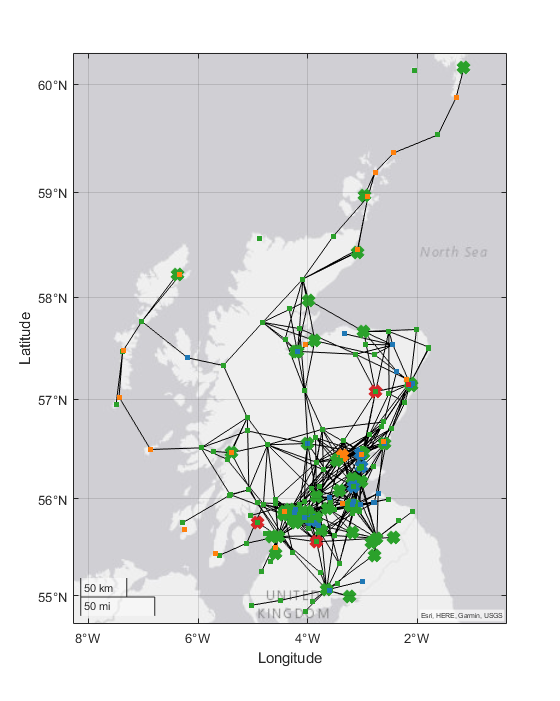 60°N
59°N
58°N
57°N
56°N
55°N
Latitude
North Sea
UNITED
KINGDOM
50 km
50 mi
Esri, HERE, Garmin, USGS
8°W 6°W 4°W 2°W
Longitude